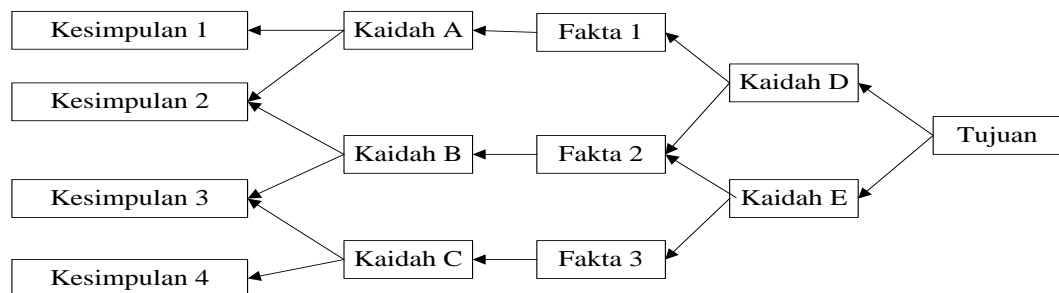 Kesimpulan 1
Kaidah A
Fakta 1
Kaidah D
Kesimpulan 2
Tujuan
Kaidah B
Fakta 2
Kesimpulan 3
Kaidah E
Kaidah C
Fakta 3
Kesimpulan 4